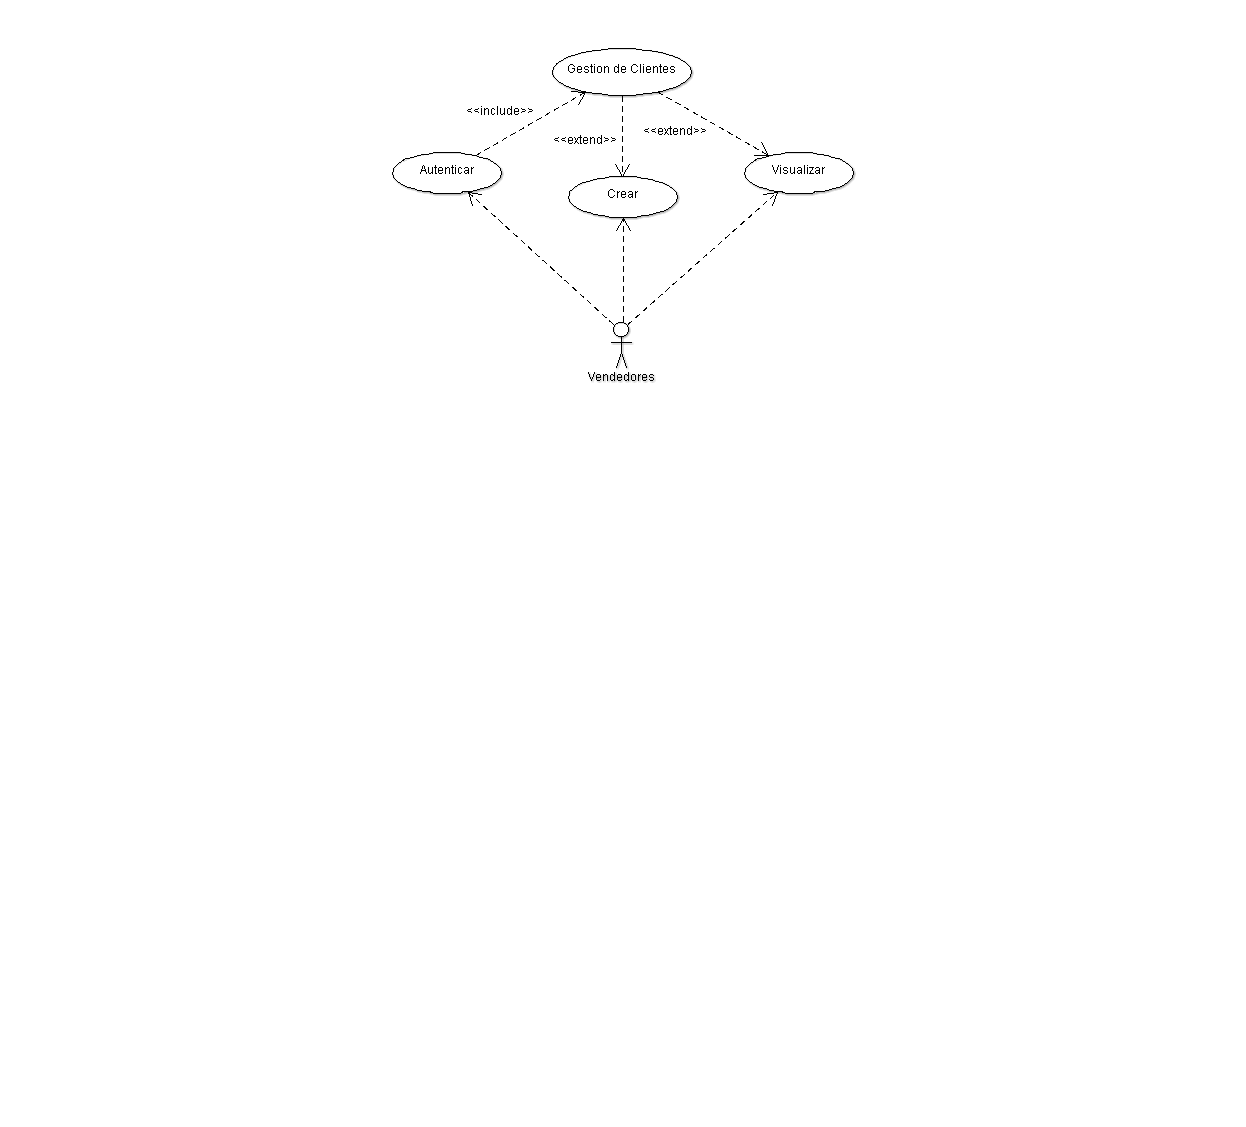 Gestion de Clientes
<<include>>
<<extend>>
<<extend>>
Autenticar
Crear
Visualizar
Vendedores